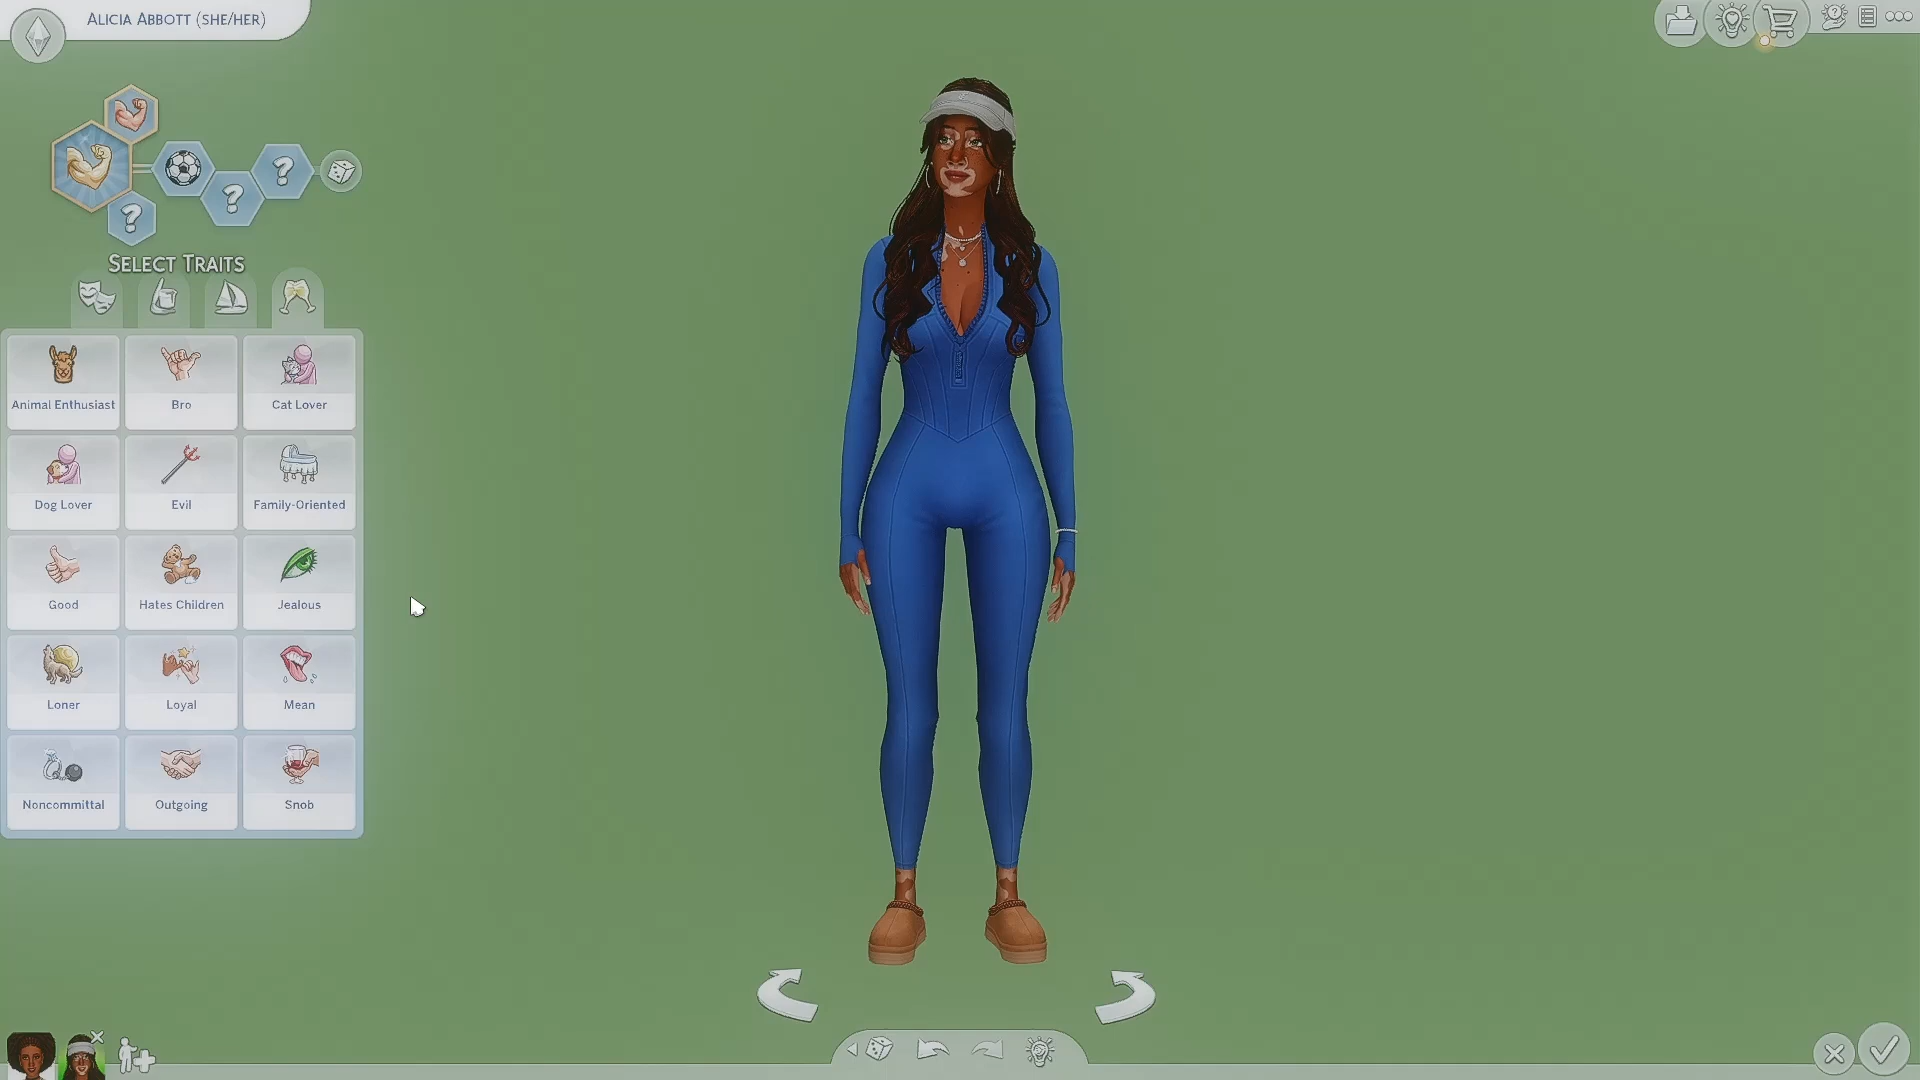 ALICIA ABBOTT (SHE/HER)
?
?
?
SELECT TRAITS
Animal Enthusiast
Bro
Cat Lover
Dog Lover
Evil
Family-Oriented
Good
Hates Children
Jealous
Loner
Loyal
Mean
Noncommittal
Outgoing
Snob